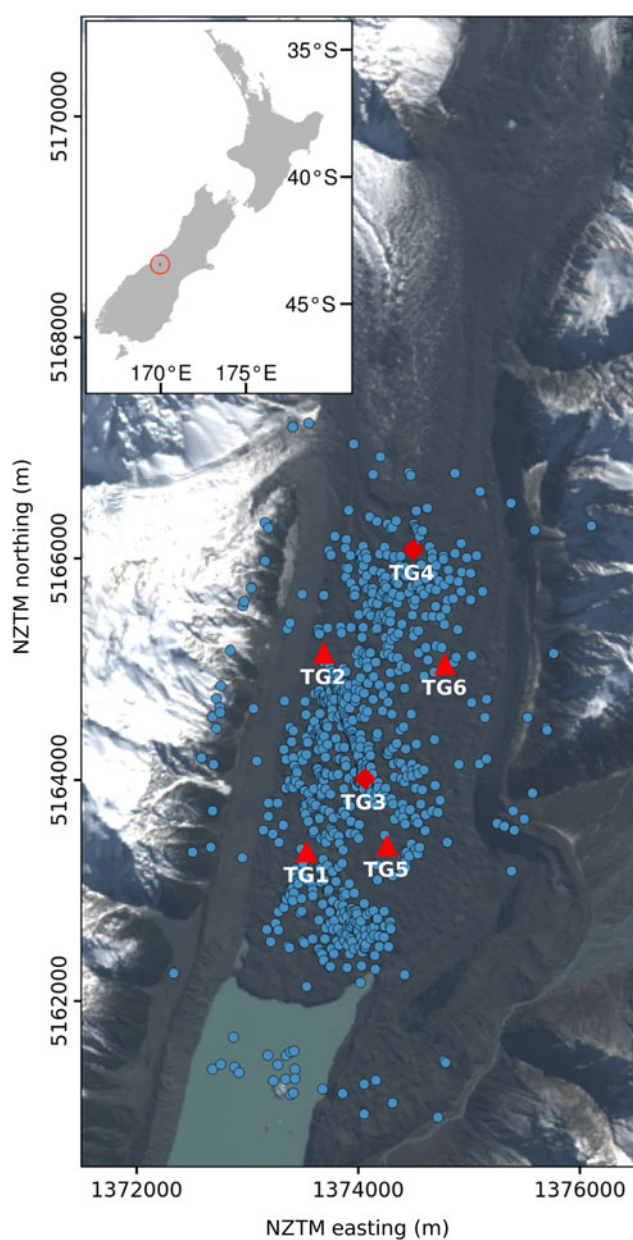 35°S
40°S
45°S
170°E
175°E
5170000
5168000
5166000
5164000
5162000
NZTM northing (m)
TG4
TG2
TG6
TG3
TG1
TG5
1372000
1374000
1376000
NZTM easting (m)